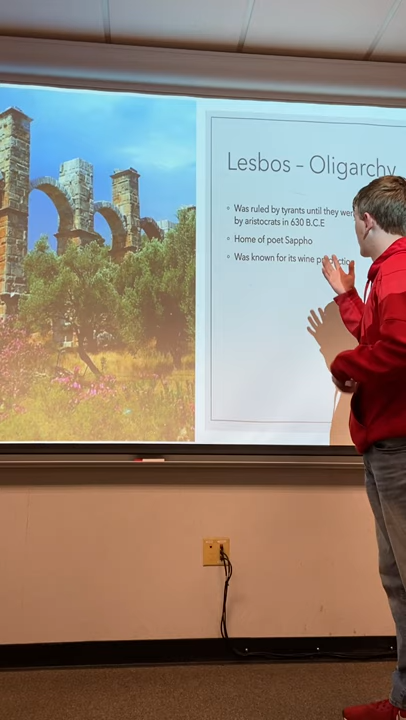 Lesbos – Oligarchy
Was ruled by tyrants until they
by aristocrats in 630 B.C.E
Home of poet Sappho
Was known for its wine